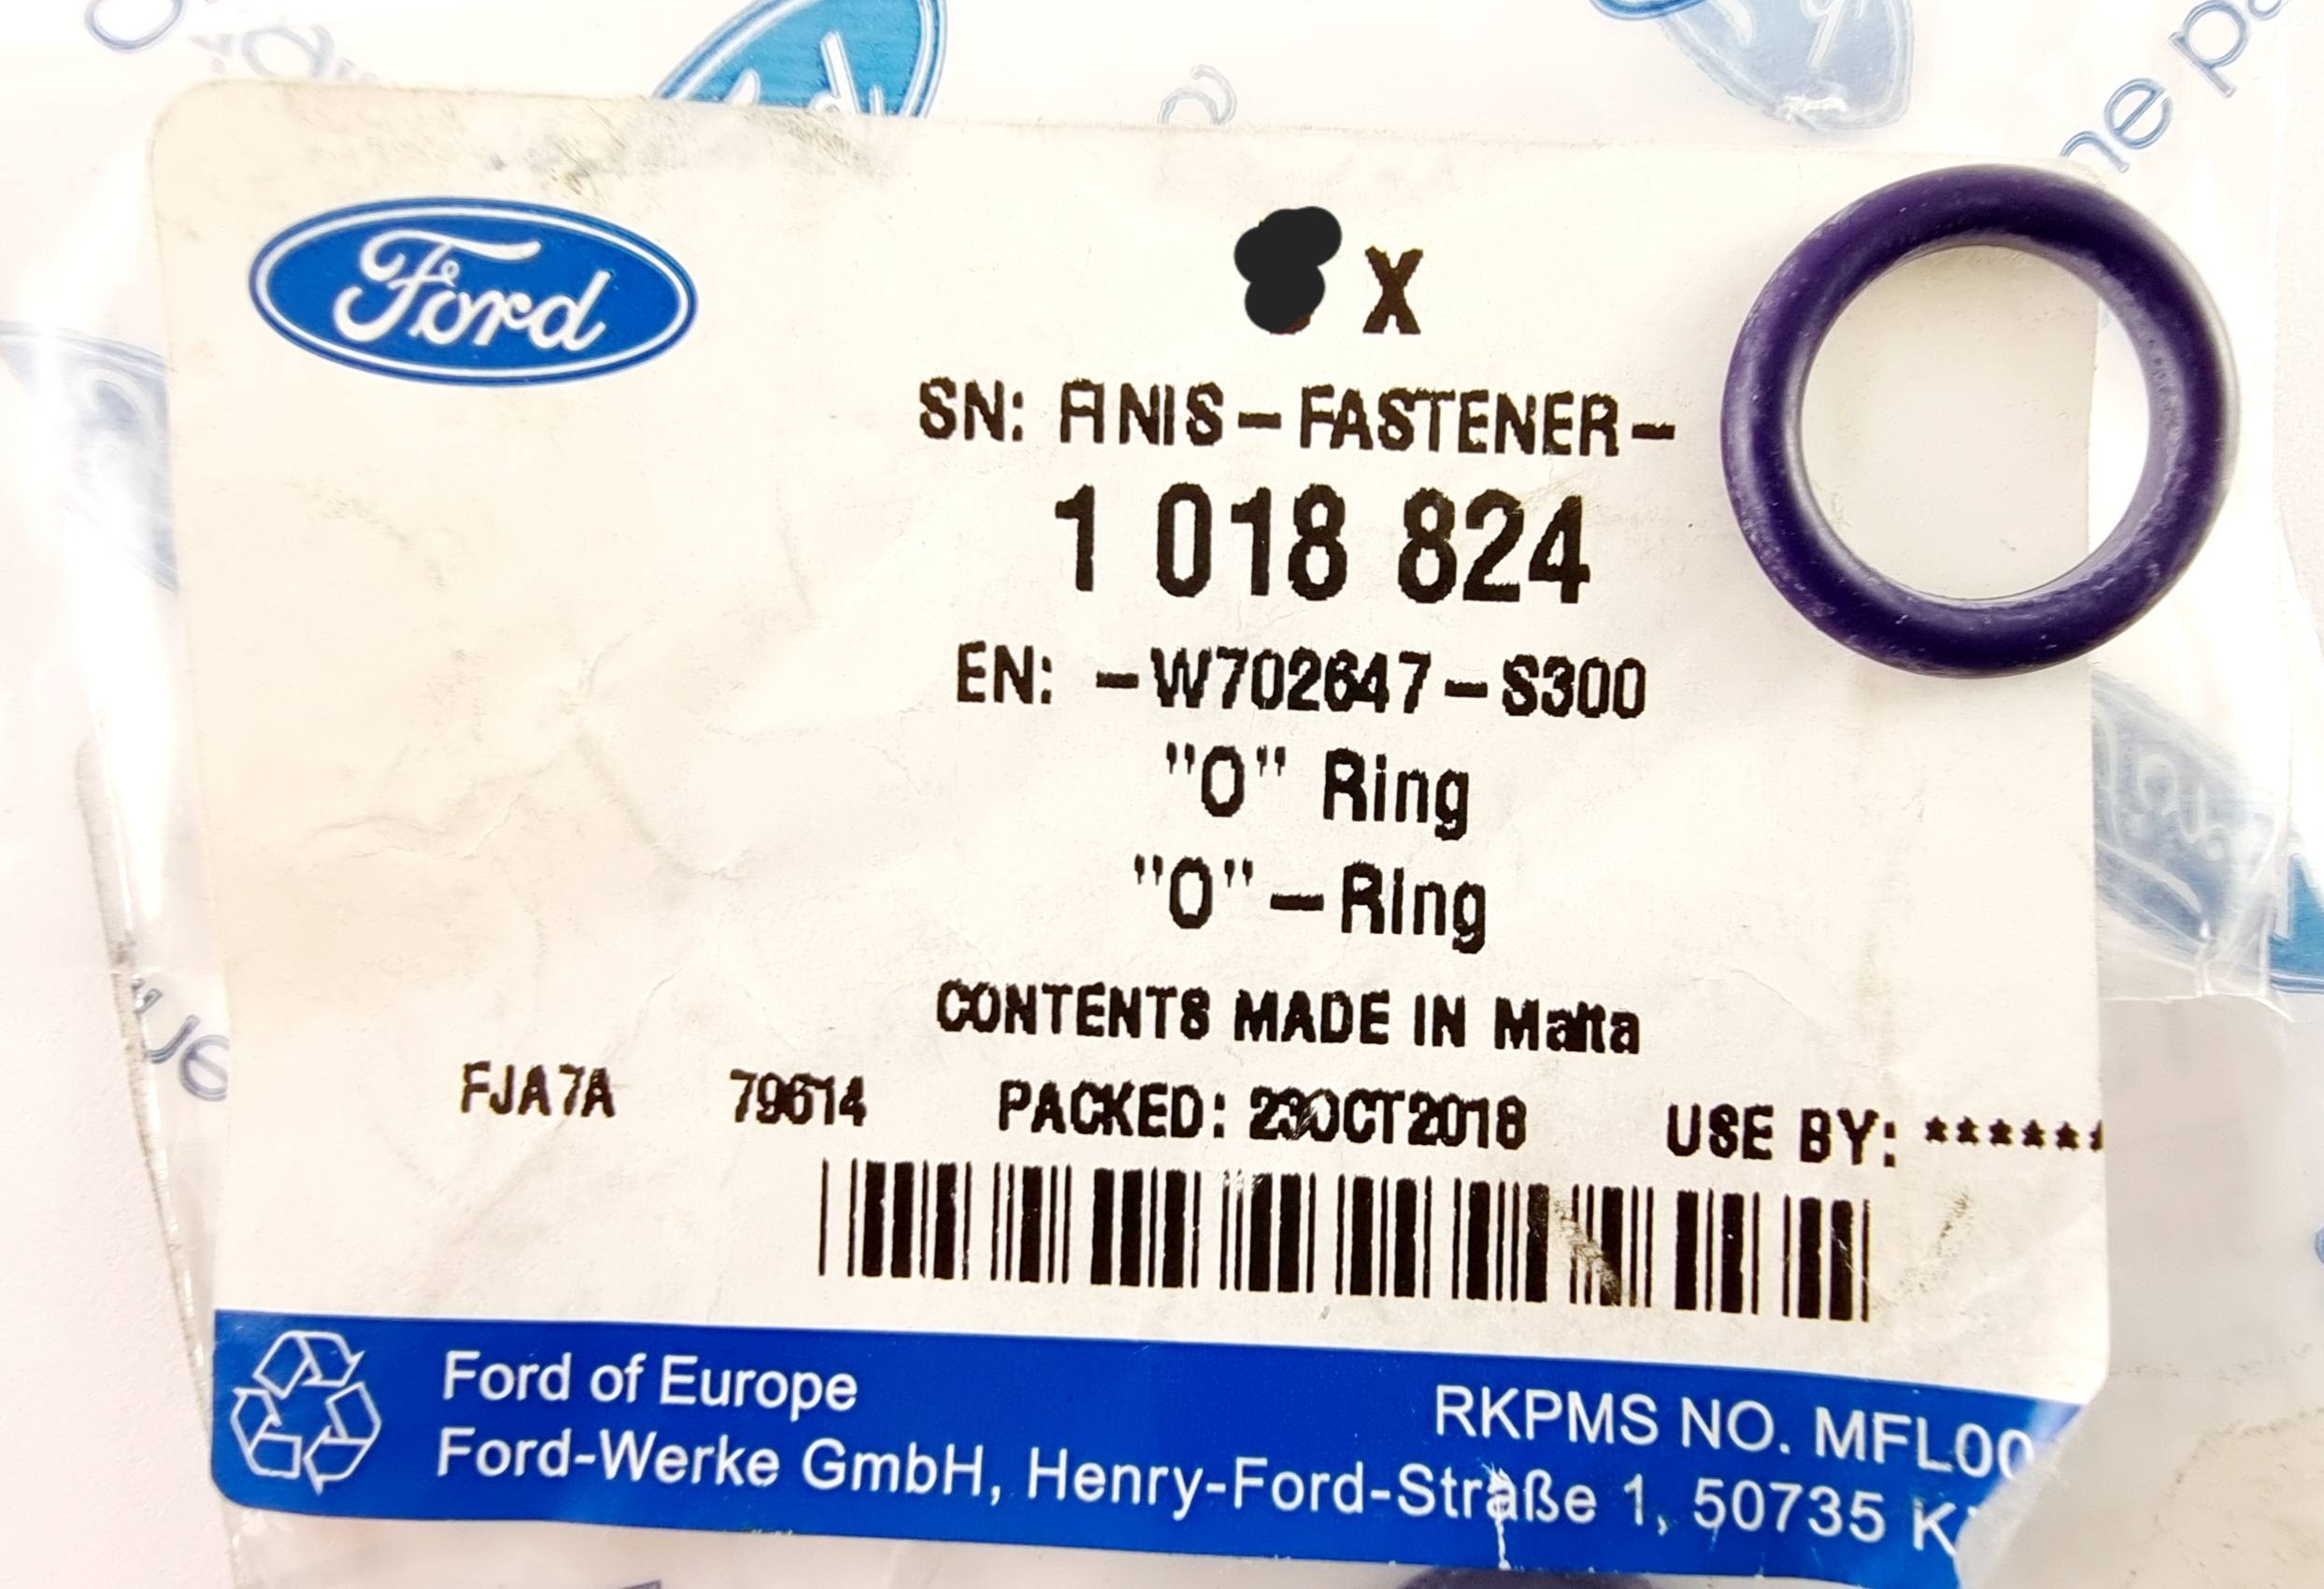 Ford
X
SN: FINIS-FASTENER-
1 018 824
EN: -W702647-S300
"O" Ring
"O"-Ring
CONTENTS MADE IN Malta
FJA7A 79614 PACKED: 23OCT2018 USE BY: ******
Ford of Europe
RKPMS NO. MFL00
Ford-Werke GmbH, Henry-Ford-Straße 1, 50735